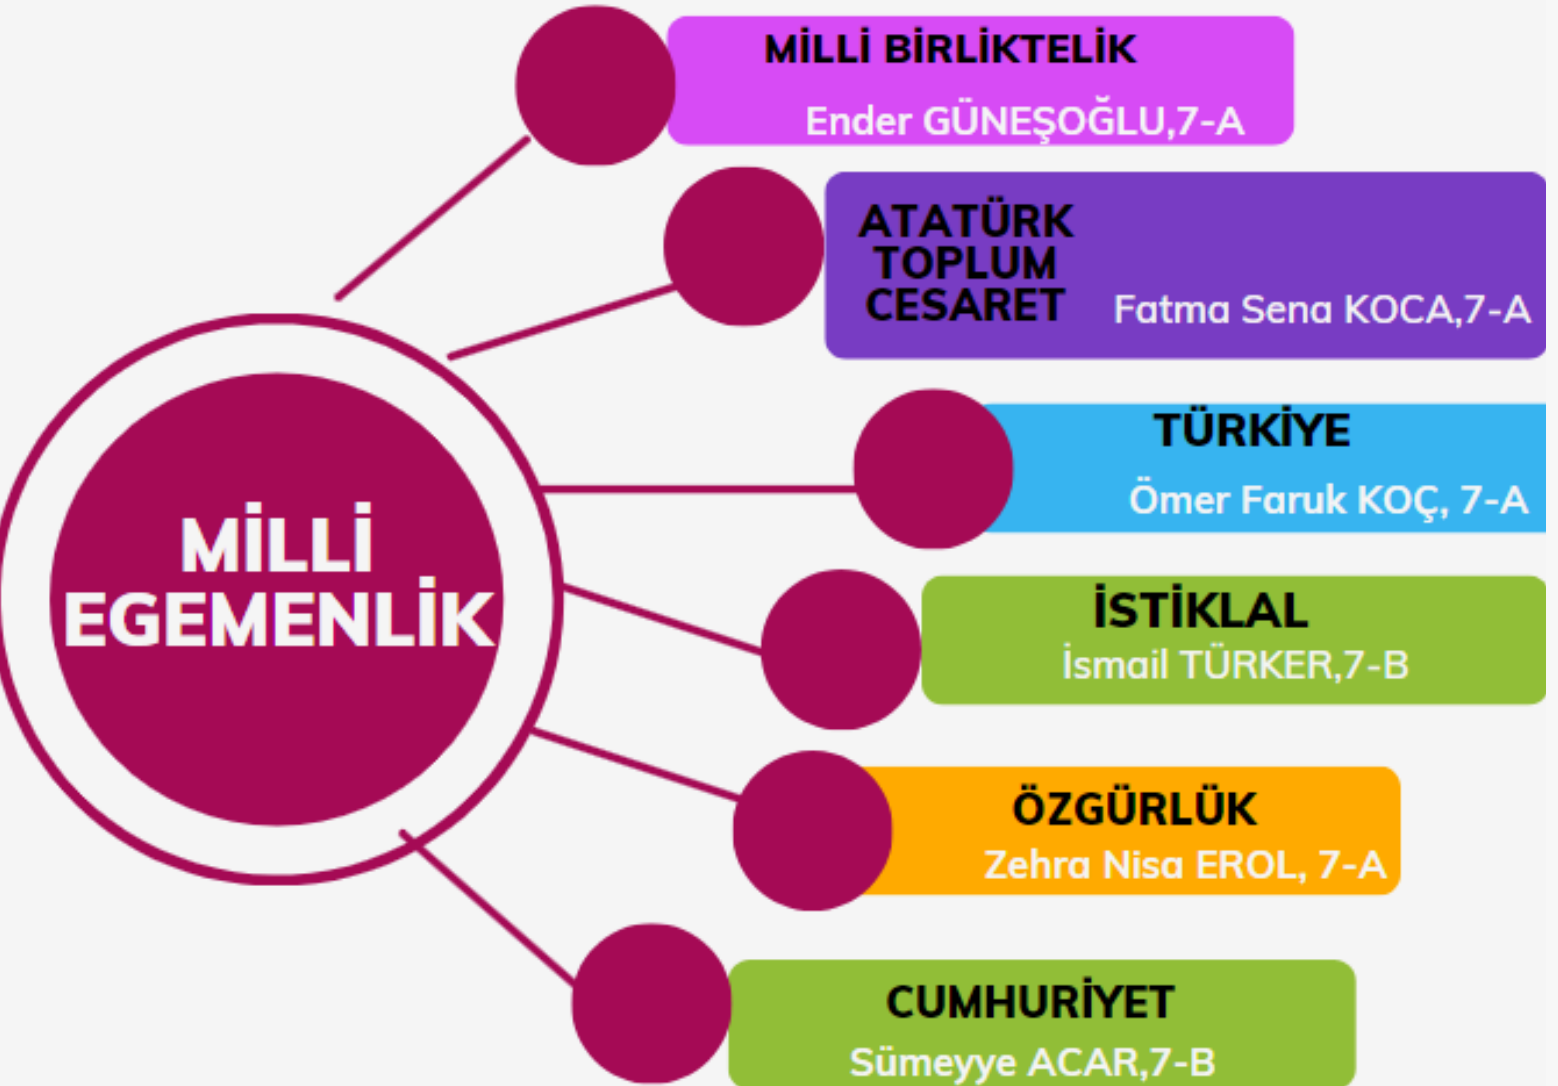 MİLLİ BİRLİKTELİK
Ender GÜNEŞOĞLU,7-A
ATATÜRK
TOPLUM
CESARET
Fatma Sena KOCA,7-A
TÜRKİYE
Ömer Faruk KOÇ, 7-A
MİLLİ
EGEMENLİK
İSTİKLAL
İsmail TÜRKER,7-B
ÖZGÜRLÜK
Zehra Nisa EROL, 7-A
CUMHURİYET
Sümeyye ACAR,7-B